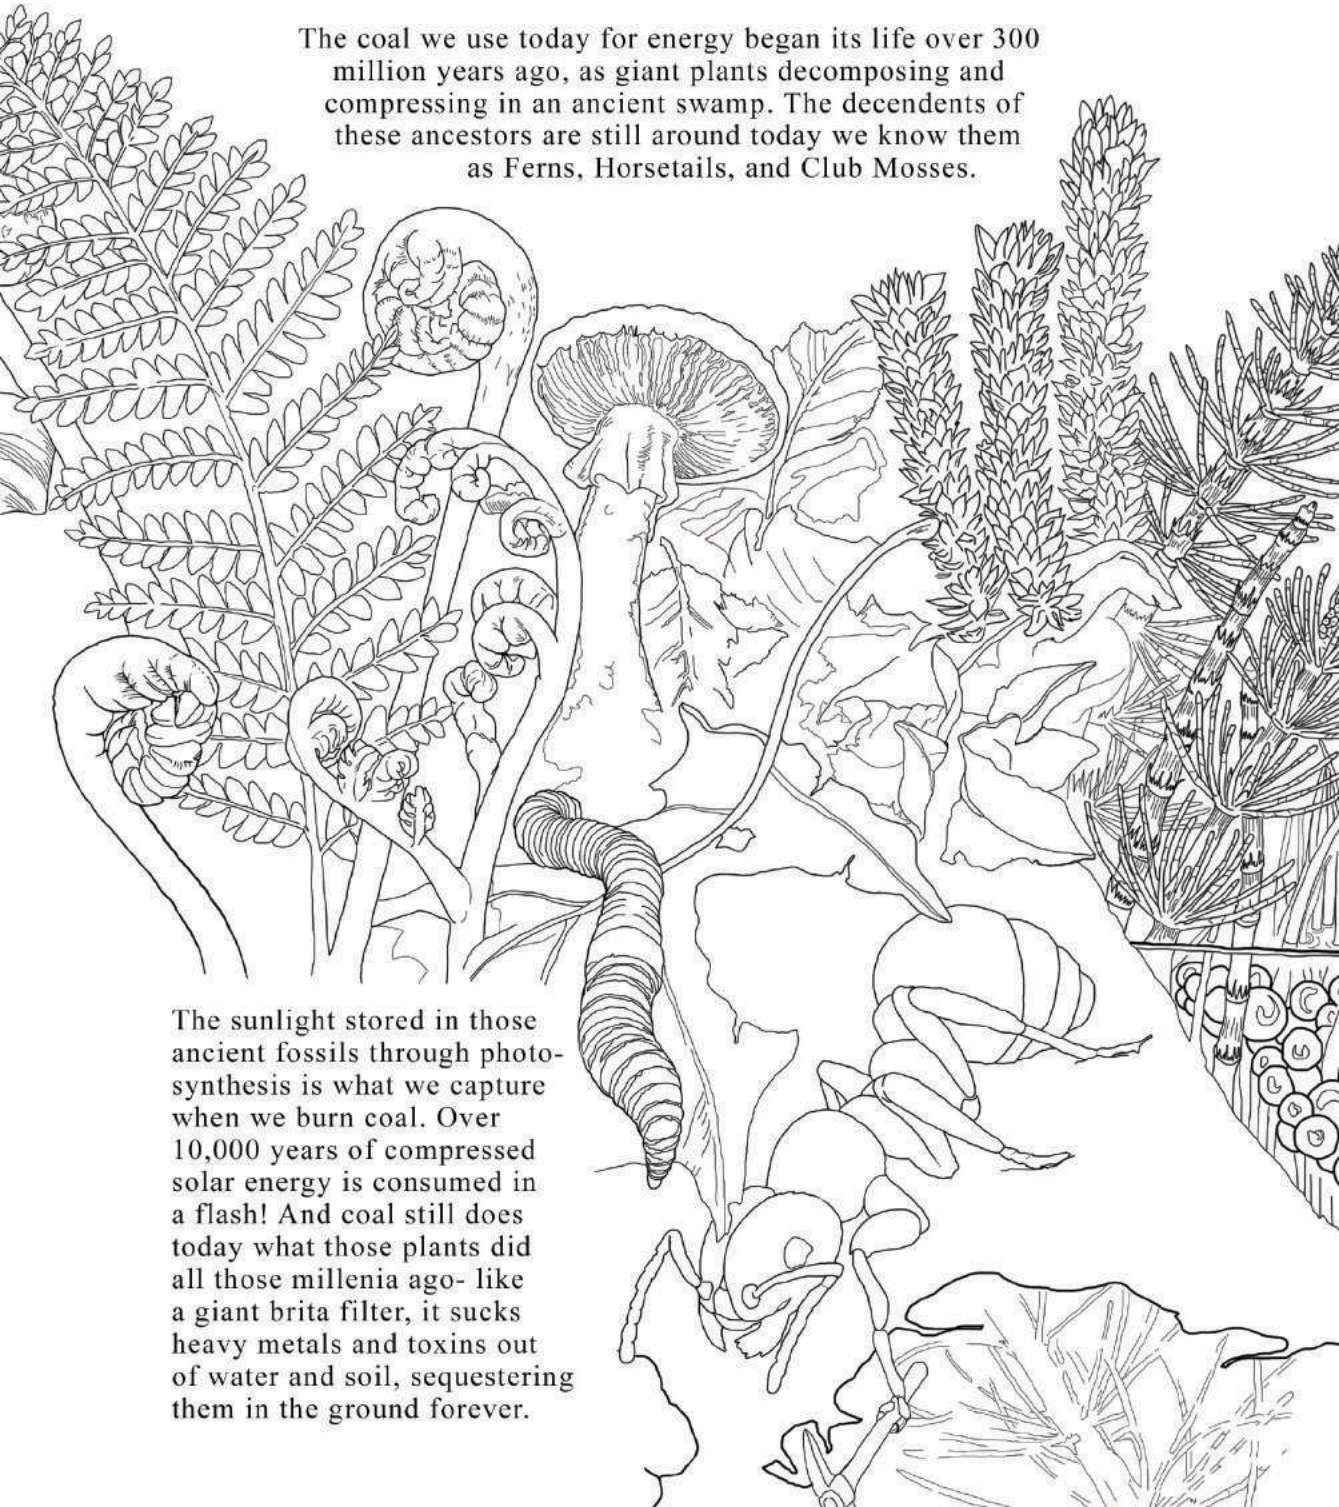 The coal we use today for energy began its life over 300
million years ago, as giant plants decomposing and
compressing in an ancient swamp. The decendents of
these ancestors are still around today we know them
as Ferns, Horsetails, and Club Mosses.
The sunlight stored in those
ancient fossils through photo-
synthesis is what we capture
when we burn coal. Over
10,000 years of compressed
solar energy is consumed in
a flash! And coal still does
today what those plants did
all those millenia ago- like
a giant brita filter, it sucks
heavy metals and toxins out
of water and soil, sequestering
them in the ground forever.